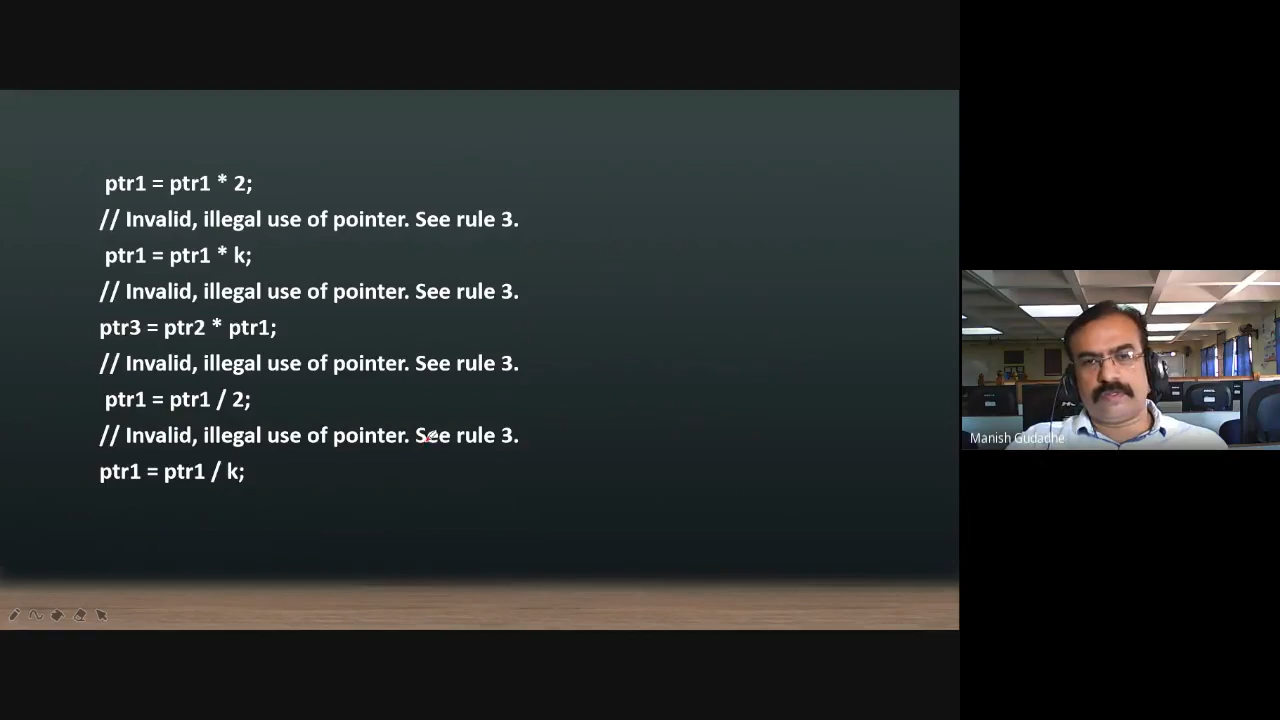 ptr1 = ptr1 * 2;
// Invalid, illegal use of pointer. See rule 3.
ptr1 = ptr1 * k;
// Invalid, illegal use of pointer. See rule 3.
ptr3 = ptr2 * ptr1;
// Invalid, illegal use of pointer. See rule 3.
ptr1 = ptr1 / 2;
// Invalid, illegal use of pointer. See rule 3.
ptr1 = ptr1 / k;
Manish Gudadhe